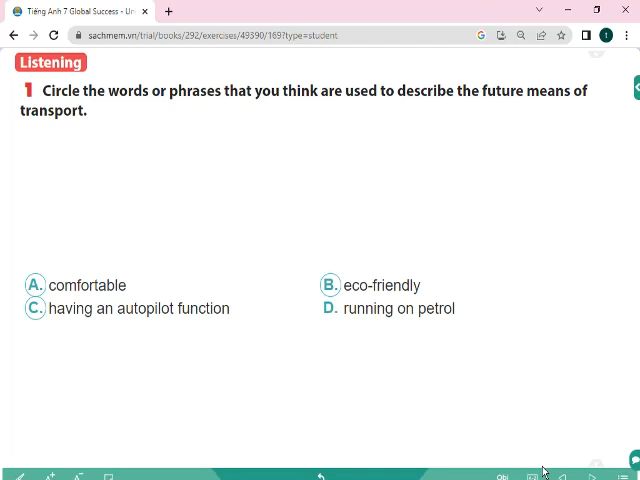 Tiếng Anh 7 Global Success - Uni
sachmem.vn/trial/books/292/exercises/49390/169?type=student
t
Listening
1 Circle the words or phrases that you think are used to describe the future means of
transport.
A. comfortable
B. eco-friendly
C. having an autopilot function
D. running on petrol